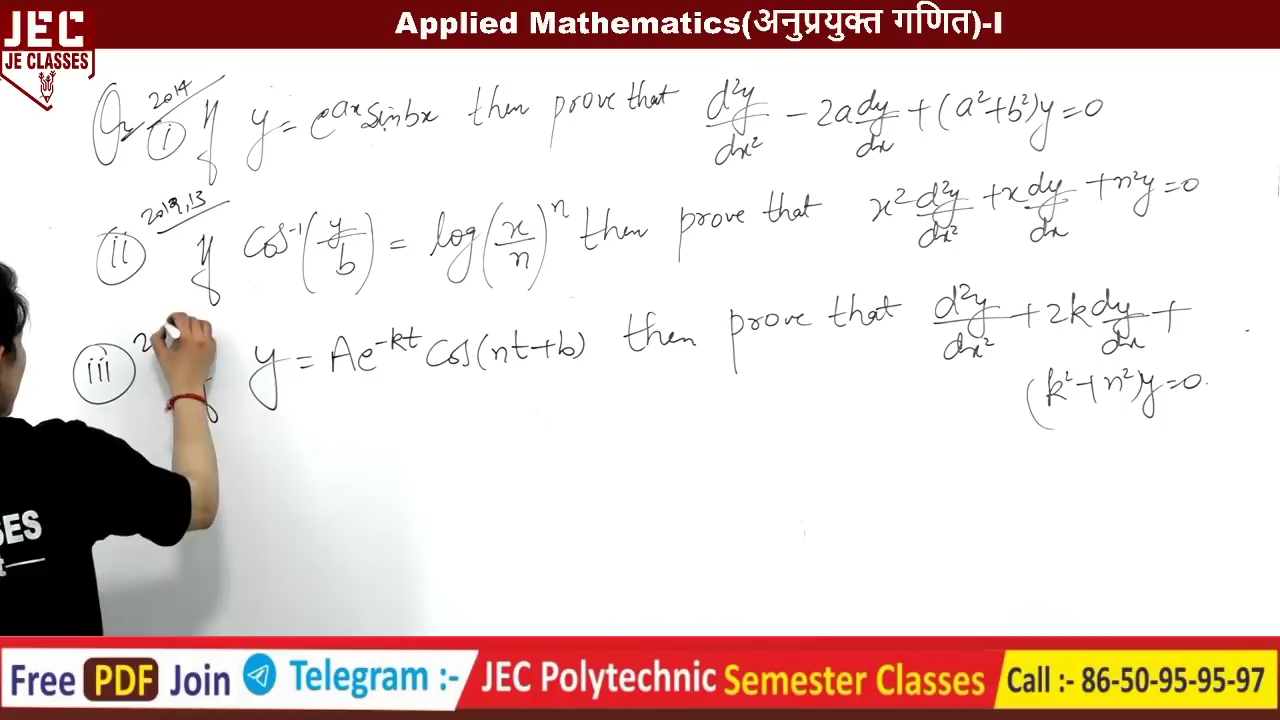 JEC
JE CLASSES
Applied Mathematics(अनुप्रयुक्त गणित)-I
Q 2014
(i) If y = e^ax sinbx then prove that d²y/dx² - 2a dy/dx + (a²+b²)y = 0
2019,13
(ii) If cos⁻¹(y/b) = log(x/n)^n then prove that x² d²y/dx² + x dy/dx + n²y = 0
(iii) 2 y = Ae^-kt Cos(nt+b) then prove that d²y/dx² + 2k dy/dx +
(k²+n²)y = 0.
SES
Free PDF Join Telegram :- JEC Polytechnic Semester Classes Call :- 86-50-95-95-97